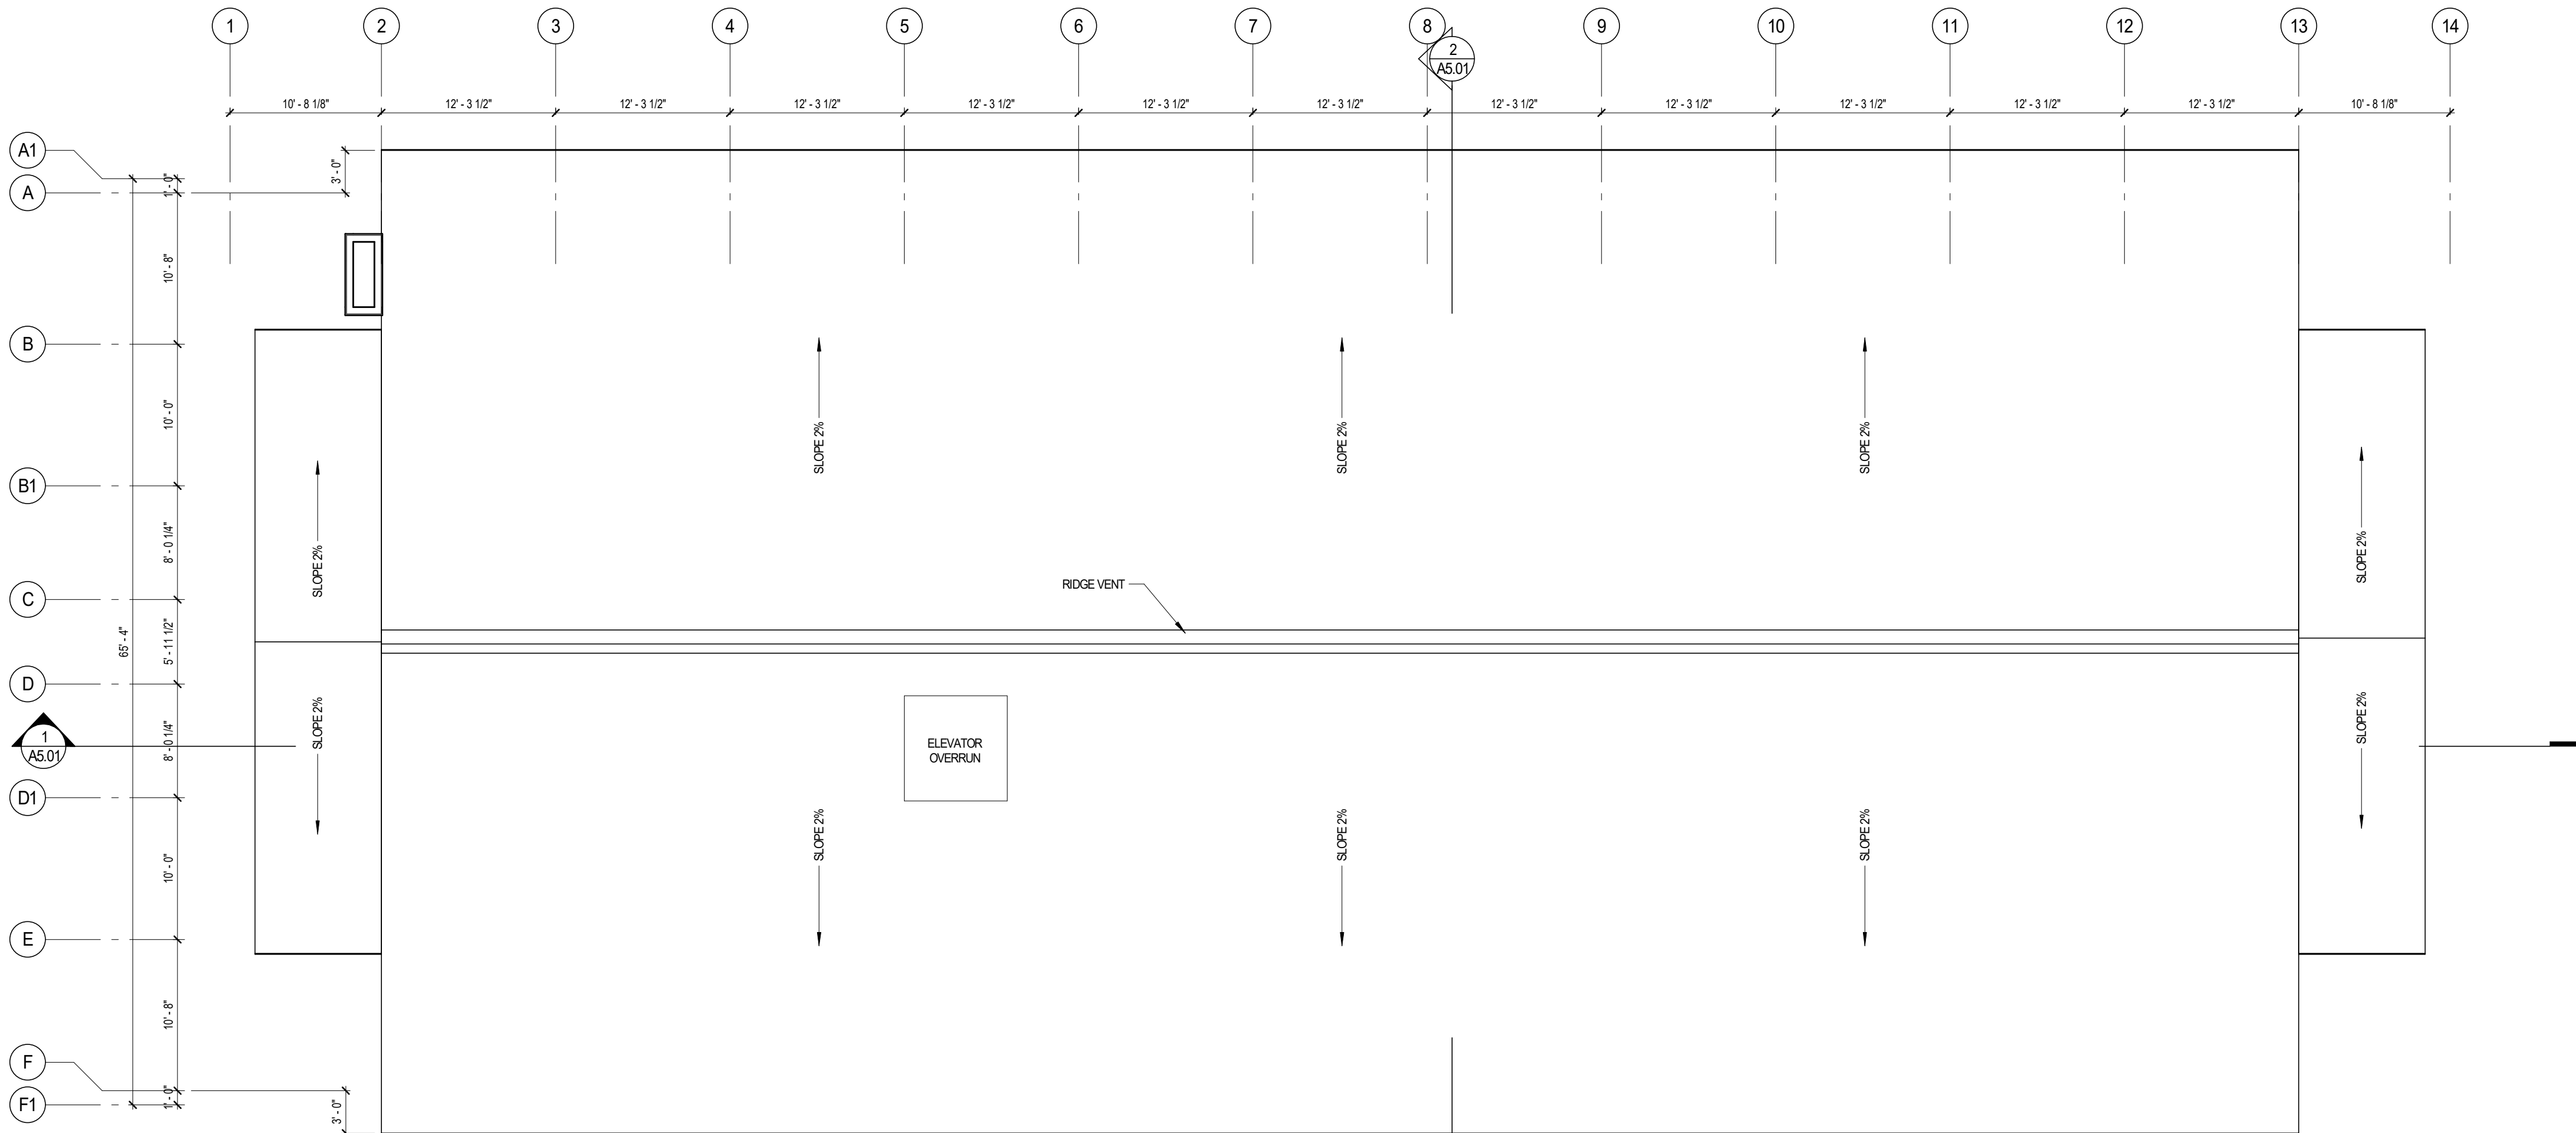 1
2
3
4
5
6
7
8
9
10
11
12
13
14
2
A5.01
10' - 8 1/8"
12' - 3 1/2"
12' - 3 1/2"
12' - 3 1/2"
12' - 3 1/2"
12' - 3 1/2"
12' - 3 1/2"
12' - 3 1/2"
12' - 3 1/2"
12' - 3 1/2"
12' - 3 1/2"
12' - 3 1/2"
10' - 8 1/8"
A1
A
B
B1
C
D
1
A5.01
D1
E
F
F1
65' - 4"
1' - 0"
10' - 8"
10' - 0"
8' - 0 1/4"
5' - 11 1/2"
8' - 0 1/4"
10' - 0"
10' - 8"
1' - 0"
3' - 0"
3' - 0"
SLOPE 2%
SLOPE 2%
SLOPE 2%
SLOPE 2%
SLOPE 2%
RIDGE VENT
SLOPE 2%
SLOPE 2%
ELEVATOR
OVERRUN
SLOPE 2%
SLOPE 2%
SLOPE 2%